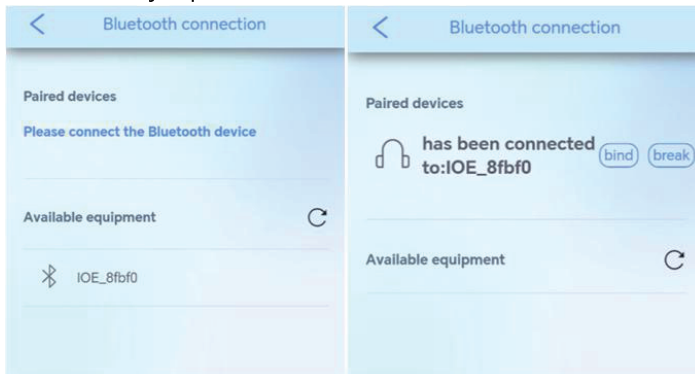 Bluetooth connection
Paired devices
Please connect the Bluetooth device
Available equipment
IOE_8fbf0
Bluetooth connection
Paired devices
has been connected
to:IOE_8fbf0
bind break
Available equipment